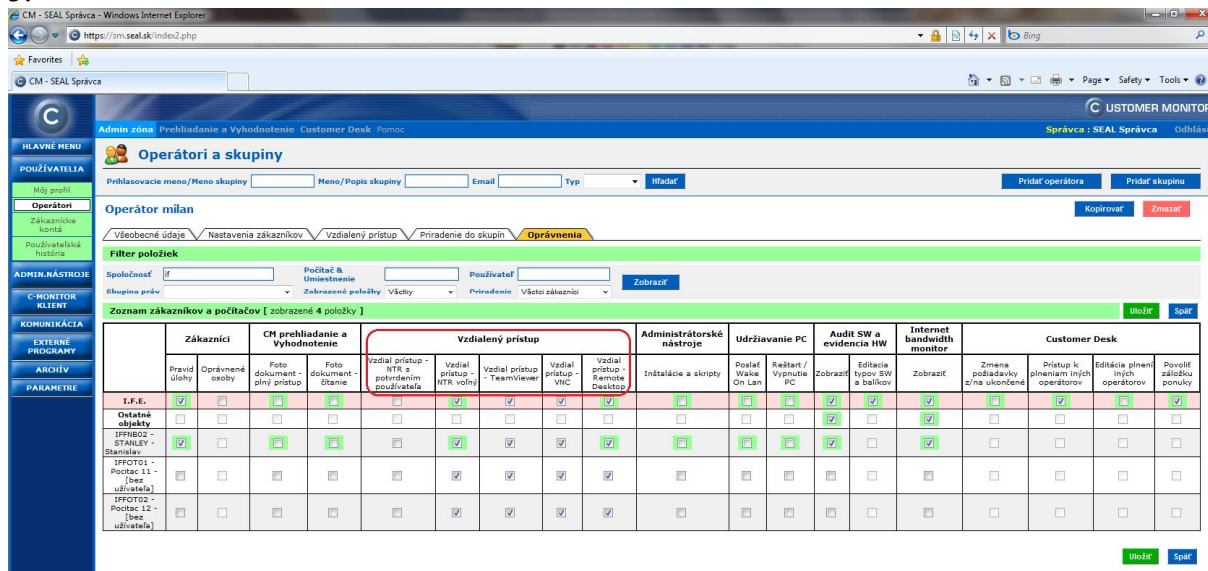 CM - SEAL Správca - Windows Internet Explorer
https://sm.seal.sk/index2.php
Bing
Favorites
CM - SEAL Správca
Page Safety Tools
C USTOMER MONITOR
Admin zóna Prehliadanie a Vyhodnotenie Customer Desk Pomoc
Správca : SEAL Správca Odhlás
HLAVNÉ MENU
POUŽÍVATELIA
Môj profil
Operátori
Zákaznícke
kontá
Používateľská
história
ADMIN.NÁSTROJE
C-MONITOR
KLIENT
KOMUNIKÁCIA
EXTERNÉ
PROGRAMY
ARCHÍV
PARAMETRE
Operátori a skupiny
Prihlasovacie meno/Meno skupiny Meno/Popis skupiny Email Typ Hľadať Pridať operátora Pridať skupinu
Operátor milan Kopírovať Zmazať
Všeobecné údaje Nastavenia zákazníkov Vzdialený prístup Priradenie do skupín Oprávnenia
Filter položiek
Spoločnosť if Počítač &
Umiestnenie Používateľ Zobraziť
Skupina práv Zobrazené položky Všetky Priradenie Všetci zákazníci
Zoznam zákazníkov a počítačov [ zobrazené 4 položky ] Uložiť Späť
Zákazníci
CM prehliadanie a
Vyhodnotenie
Vzdialený prístup
Administrátorské
nástroje
Udržiavanie PC
Audit SW a
evidencia HW
Internet
bandwidth
monitor
Customer Desk
Pravid
úlohy
Oprávnené
osoby
Foto
dokument -
plný prístup
Foto
dokument -
čítanie
Vzdial prístup -
NTR s
potvrdením
používateľa
Vzdial
prístup -
NTR voľný
Vzdial prístup
- TeamViewer
Vzdial
prístup -
VNC
Vzdial
prístup -
Remote
Desktop
Inštalácie a skripty
Poslať
Wake
On Lan
Reštart /
Vypnutie
PC
Zobraziť
Editacia
typov SW
a balíkov
Zobraziť
Zmena
požiadavky
z/na ukončené
Prístup k
plneniam iných
operátorov
Editácia plnení
iných
operátorov
Povoliť
záložku
ponuky
I.F.E.
Ostatné
objekty
IFFNB02 -
STANLEY -
Stanislav
IFFOT01 -
Pocitac 11 -
[bez
užívateľa]
IFFOT02 -
Pocitac 12 -
[bez
užívateľa]
Uložiť Späť